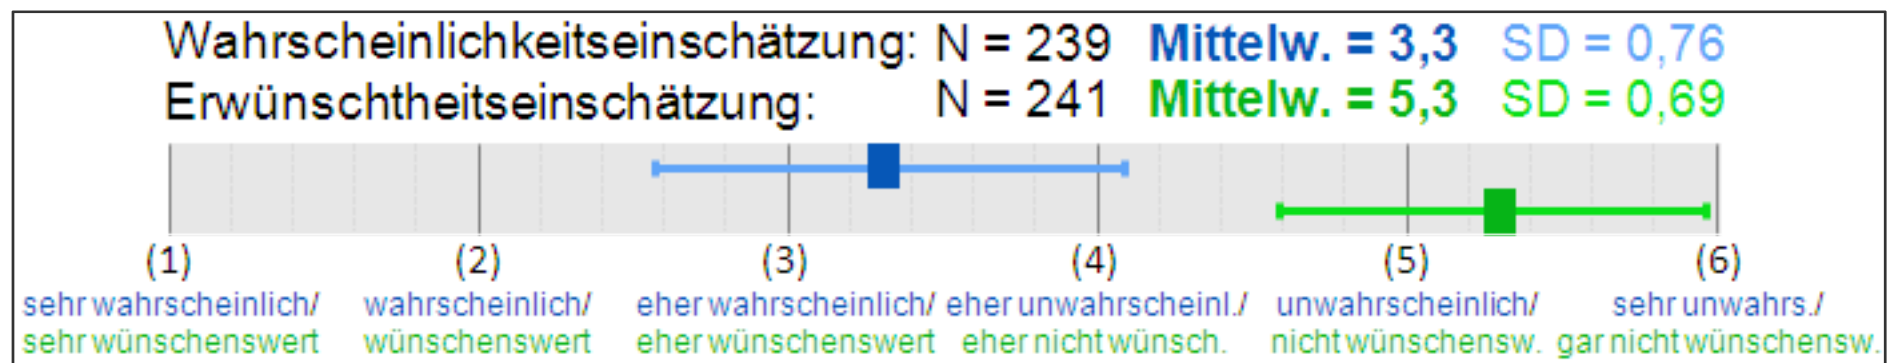 Wahrscheinlichkeitseinschätzung: N = 239 Mittelw. = 3,3 SD = 0,76
Erwünschtheitseinschätzung: N = 241 Mittelw. = 5,3 SD = 0,69
(1) (2) (3) (4) (5) (6)
sehr wahrscheinlich/ wahrscheinlich/ eher wahrscheinlich/ eher unwahrscheinl./ unwahrscheinlich/ sehr unwahrs./
sehr wünschenswert wünschenswert eher wünschenswert eher nicht wünsch. nicht wünschensw. gar nicht wünschensw.